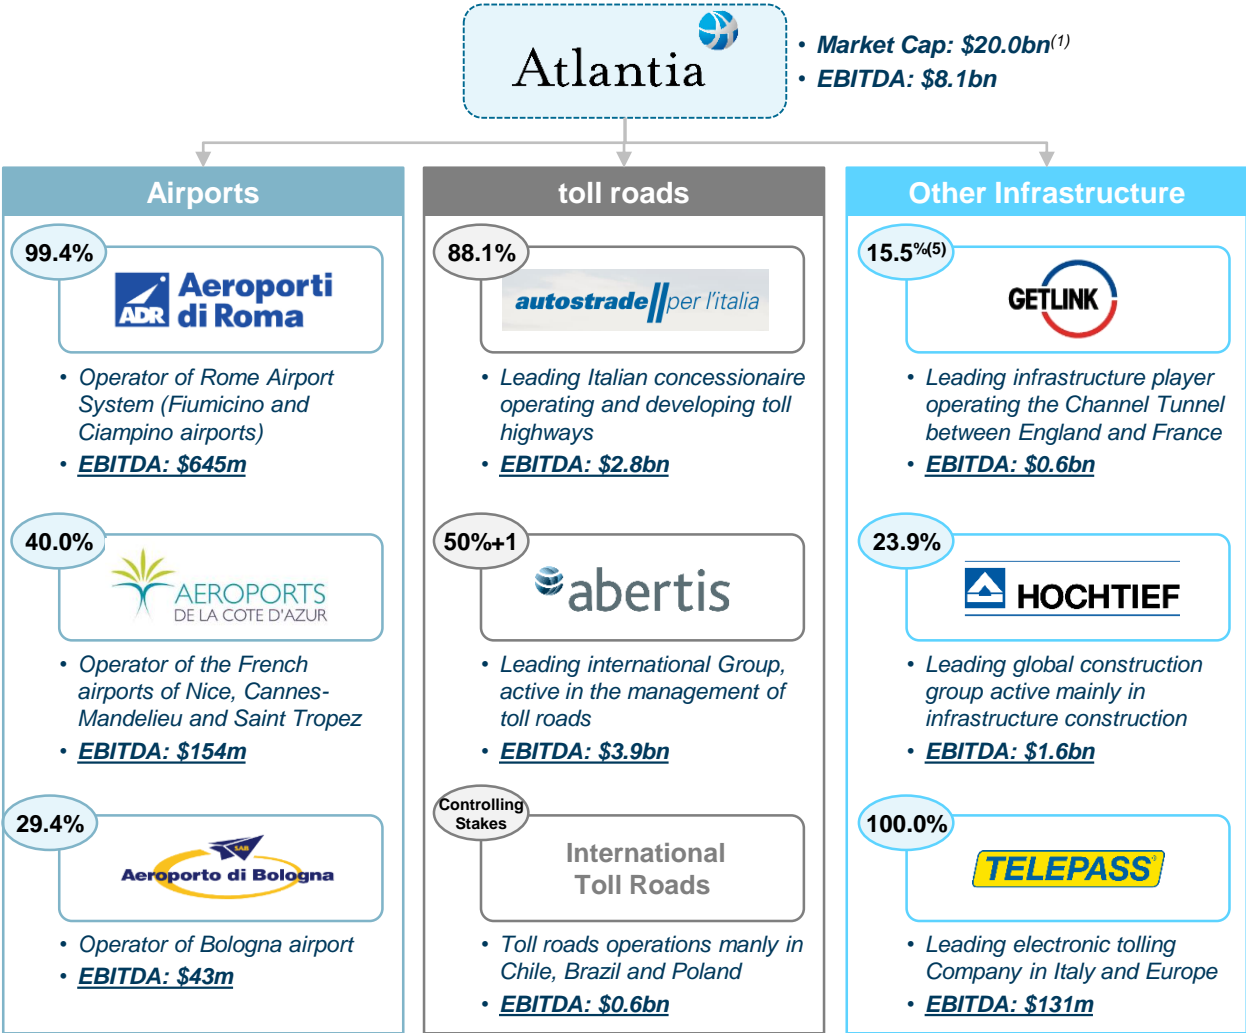 Atlantia
• Market Cap: $20.0bn(1)
• EBITDA: $8.1bn
Airports
99.4%
ADR
Aeroporti
di Roma
• Operator of Rome Airport
System (Fiumicino and
Ciampino airports)
• EBITDA: $645m
40.0%
AEROPORTS
DE LA COTE D'AZUR
• Operator of the French
airports of Nice, Cannes-
Mandelieu and Saint Tropez
• EBITDA: $154m
29.4%
SAB
Aeroporto di Bologna
• Operator of Bologna airport
• EBITDA: $43m
toll roads
88.1%
autostrade//per l'italia
• Leading Italian concessionaire
operating and developing toll
highways
• EBITDA: $2.8bn
50%+1
abertis
• Leading international Group,
active in the management of
toll roads
• EBITDA: $3.9bn
Controlling
Stakes
International
Toll Roads
• Toll roads operations manly in
Chile, Brazil and Poland
• EBITDA: $0.6bn
Other Infrastructure
15.5%(5)
GETLINK
• Leading infrastructure player
operating the Channel Tunnel
between England and France
• EBITDA: $0.6bn
23.9%
HOCHTIEF
• Leading global construction
group active mainly in
infrastructure construction
• EBITDA: $1.6bn
100.0%
TELEPASS
• Leading electronic tolling
Company in Italy and Europe
• EBITDA: $131m